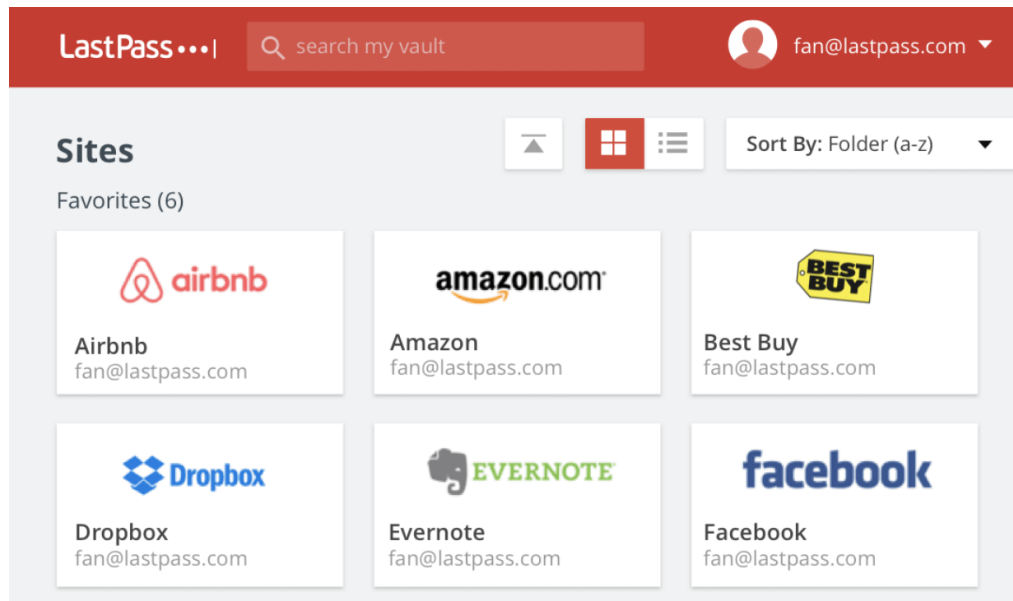 LastPass •••|
search my vault
fan@lastpass.com
Sites
Sort By: Folder (a-z)
Favorites (6)
airbnb
Airbnb
fan@lastpass.com
amazon.com
Amazon
fan@lastpass.com
BEST BUY
Best Buy
fan@lastpass.com
Dropbox
Dropbox
fan@lastpass.com
EVERNOTE
Evernote
fan@lastpass.com
facebook
Facebook
fan@lastpass.com